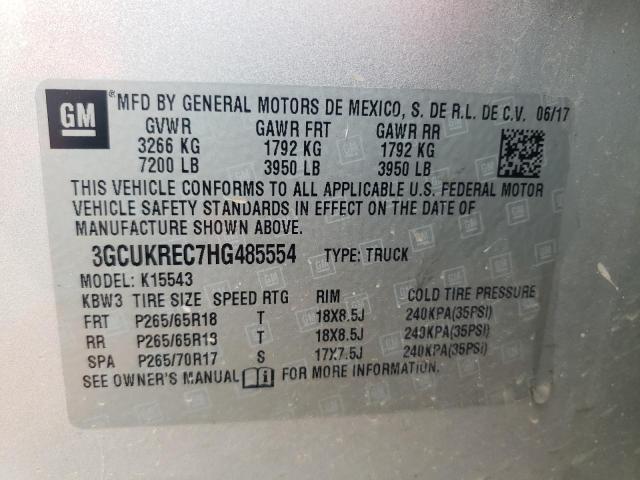 GM ® MFD BY GENERAL MOTORS DE MEXICO, S. DE R.L. DE C.V. 06/17
GVWR GAWR FRT GAWR RR
3266 KG 1792 KG 1792 KG
7200 LB 3950 LB 3950 LB
THIS VEHICLE CONFORMS TO ALL APPLICABLE U.S. FEDERAL MOTOR
VEHICLE SAFETY STANDARDS IN EFFECT ON THE DATE OF
MANUFACTURE SHOWN ABOVE.
3GCUKREC7HG485554 TYPE: TRUCK
MODEL: K15543
KBW3 TIRE SIZE SPEED RTG RIM COLD TIRE PRESSURE
FRT P265/65R18 T 18X8.5J 240KPA(35PSI)
RR P265/65R18 T 18X8.5J 240KPA(35PSI)
SPA P265/70R17 S 17X7.5J 240KPA(35PSI)
SEE OWNER'S MANUAL FOR MORE INFORMATION.